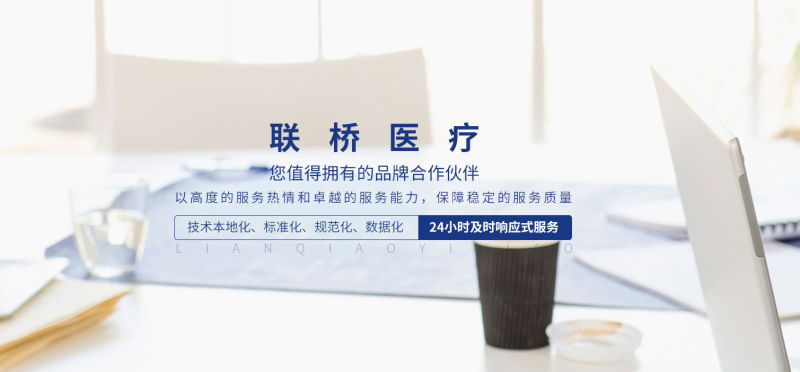 联桥医疗
您值得拥有的品牌合作伙伴
以高度的服务热情和卓越的服务能力，保障稳定的服务质量
技术本地化、标准化、规范化、数据化 24小时及时响应式服务
LIANQIAOYILIAO